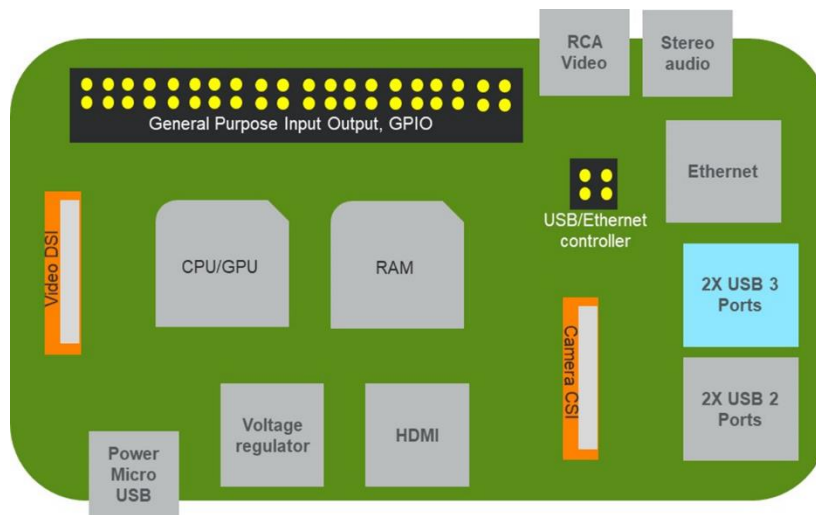 RCA
Video
Stereo
audio
General Purpose Input Output, GPIO
Ethernet
USB/Ethernet
controller
Video DSI
CPU/GPU
RAM
2X USB 3
Ports
Camera CSI
2X USB 2
Ports
Voltage
regulator
HDMI
Power
Micro
USB